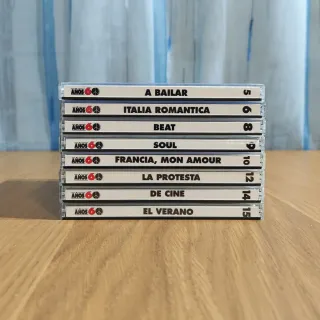 AÑOS 60 A BAILAR 5
AÑOS 60 ITALIA ROMANTICA 6
AÑOS 60 BEAT 8
AÑOS 60 SOUL 9
AÑOS 60 FRANCIA, MON AMOUR 10
AÑOS 60 LA PROTESTA 12
AÑOS 60 DE CINE 14
AÑOS 60 EL VERANO 15